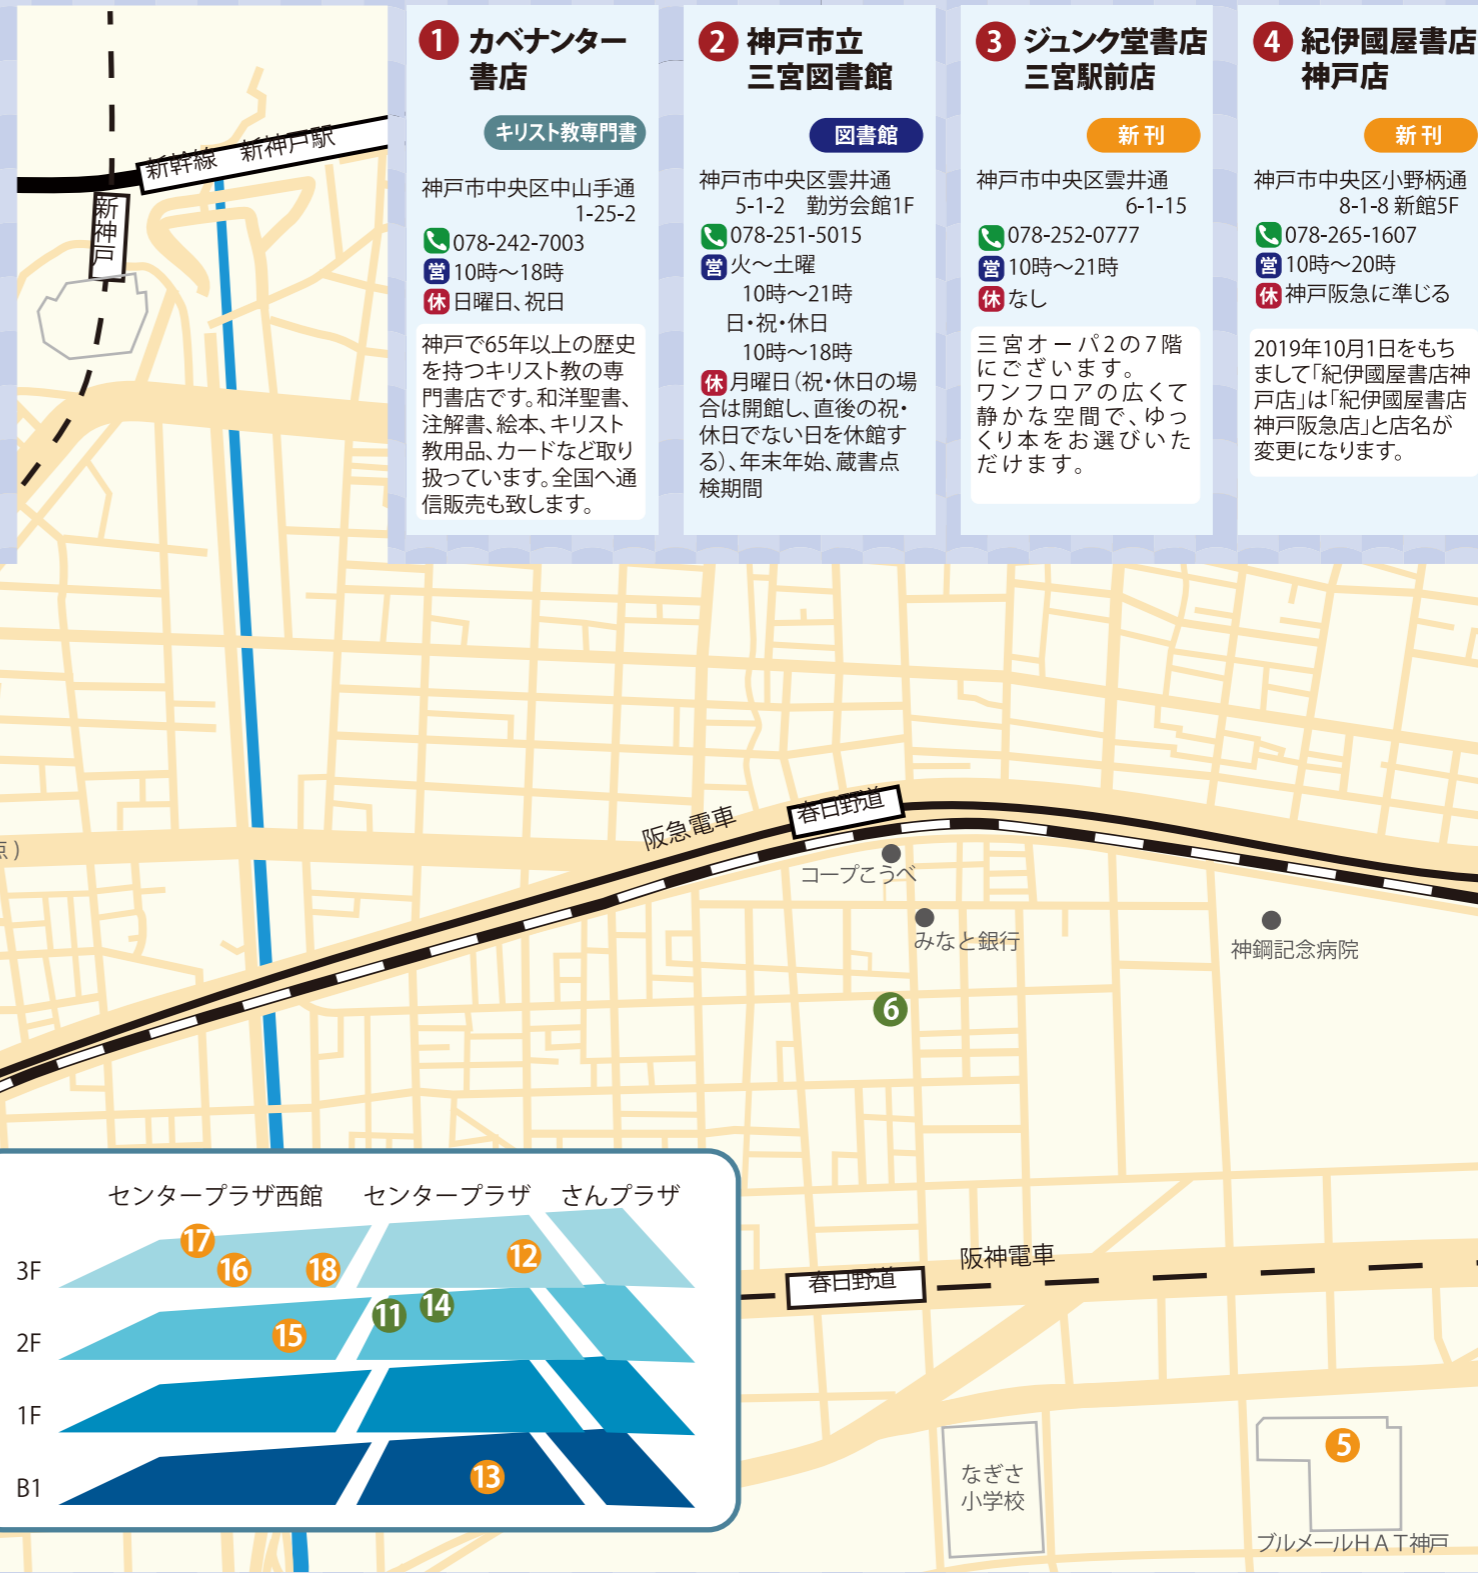 1 カベナンター
書店
キリスト教専門書
神戸市中央区中山手通
1-25-2
078-242-7003
営 10時～18時
休 日曜日、祝日
神戸で65年以上の歴史
を持つキリスト教の専
門書店です。和洋聖書、
注解書、絵本、キリスト
教用品、カードなど取り
扱っています。全国へ通
信販売も致します。
2 神戸市立
三宮図書館
図書館
神戸市中央区雲井通
5-1-2　勤労会館1F
078-251-5015
営 火～土曜
10時～21時
日・祝・休日
10時～18時
休 月曜日（祝・休日の場
合は開館し、直後の祝・
休日でない日を休館す
る）、年末年始、蔵書点
検期間
3 ジュンク堂書店
三宮駅前店
新刊
神戸市中央区雲井通
6-1-15
078-252-0777
営 10時～21時
休 なし
三宮オーパ2の7階
にございます。
ワンフロアの広くて
静かな空間で、ゆっ
くり本をお選びいた
だけます。
4 紀伊國屋書店
神戸店
新刊
神戸市中央区小野柄通
8-1-8 新館5F
078-265-1607
営 10時～20時
休 神戸阪急に準じる
2019年10月1日をもち
まして「紀伊國屋書店神
戸店」は「紀伊國屋書店
神戸阪急店」と店名が
変更になります。
新幹線　新神戸駅
新神戸
阪急電車
春日野道
点）
コープこうべ
みなと銀行
神鋼記念病院
6
センタープラザ西館
センタープラザ
さんプラザ
3F
17
16
18
12
2F
15
11
14
1F
B1
13
阪神電車
春日野道
なぎさ
小学校
5
ブルメールHAT神戸